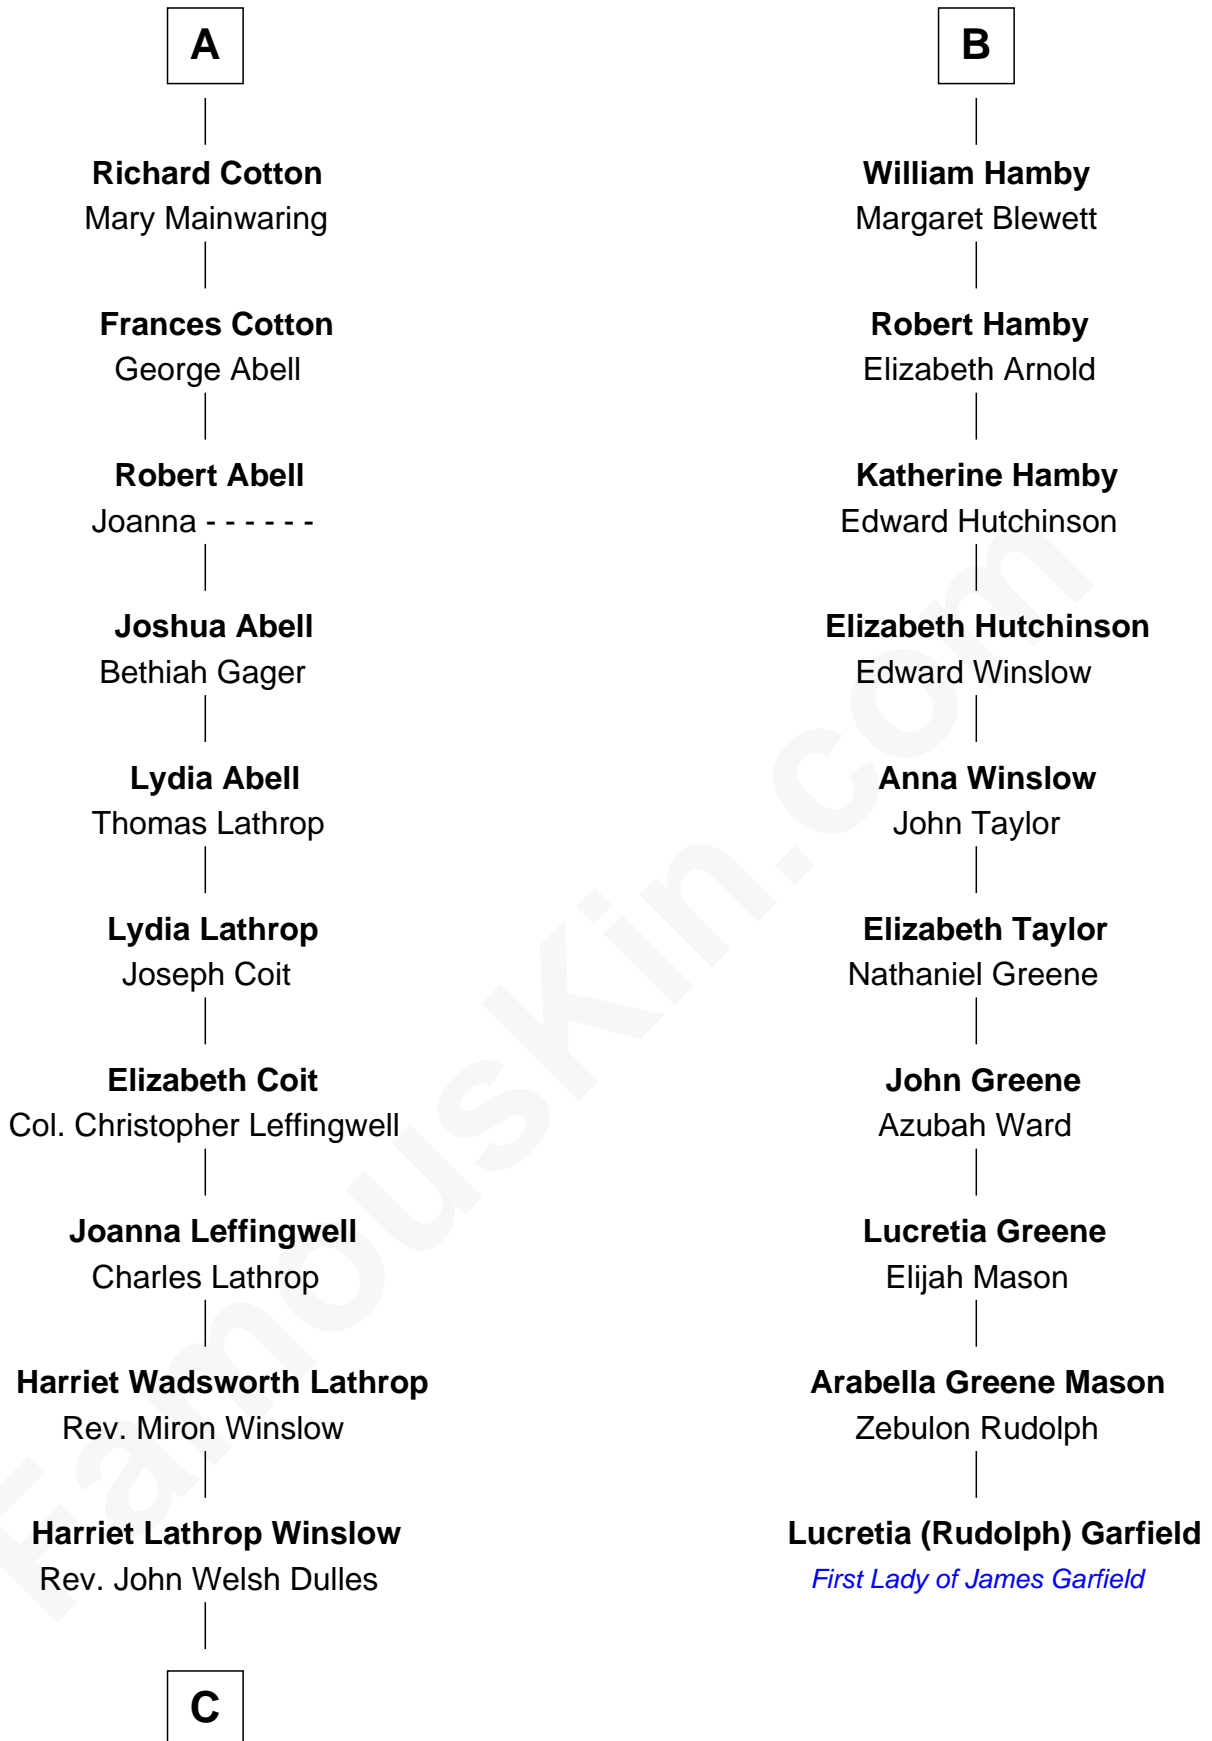 A
Richard Cotton
Mary Mainwaring
Frances Cotton
George Abell
Robert Abell
Joanna - - - - - -
Joshua Abell
Bethiah Gager
Lydia Abell
Thomas Lathrop
Lydia Lathrop
Joseph Coit
Elizabeth Coit
Col. Christopher Leffingwell
Joanna Leffingwell
Charles Lathrop
Harriet Wadsworth Lathrop
Rev. Miron Winslow
Harriet Lathrop Winslow
Rev. John Welsh Dulles
C
B
William Hamby
Margaret Blewett
Robert Hamby
Elizabeth Arnold
Katherine Hamby
Edward Hutchinson
Elizabeth Hutchinson
Edward Winslow
Anna Winslow
John Taylor
Elizabeth Taylor
Nathaniel Greene
John Greene
Azubah Ward
Lucretia Greene
Elijah Mason
Arabella Greene Mason
Zebulon Rudolph
Lucretia (Rudolph) Garfield
First Lady of James Garfield
FamousKin.com